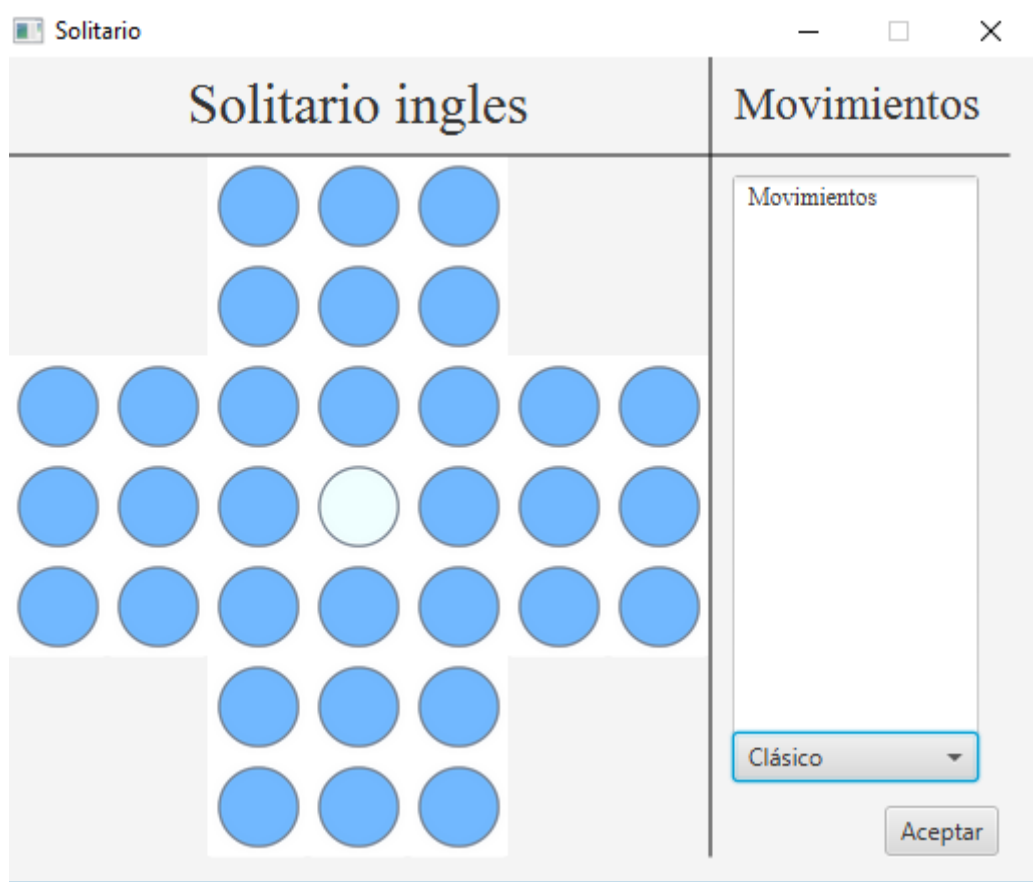 Solitario
Solitario ingles
Movimientos
Movimientos
Clásico
Aceptar